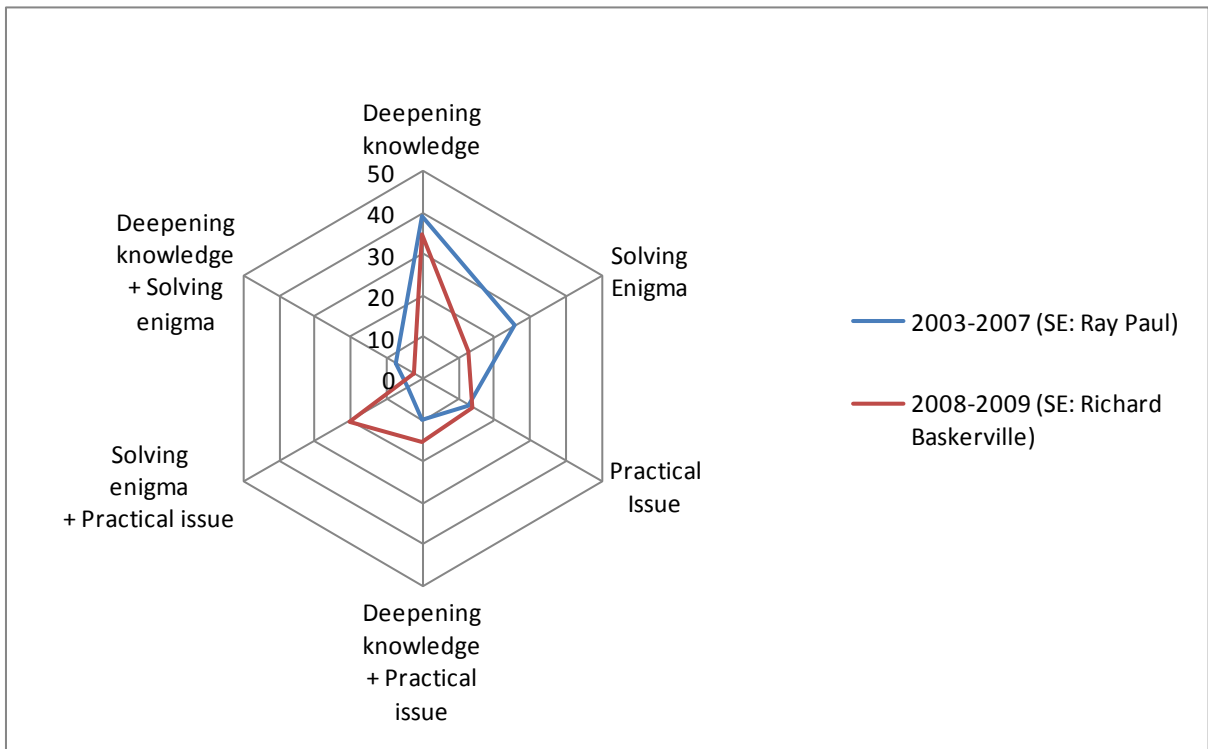 Deepening
knowledge
50
40
30
20
10
0
Solving
Enigma
Practical
Issue
Deepening
knowledge
+ Practical
issue
Solving
enigma
+ Practical issue
Deepening
knowledge
+ Solving
enigma
2003-2007 (SE: Ray Paul)
2008-2009 (SE: Richard
Baskerville)